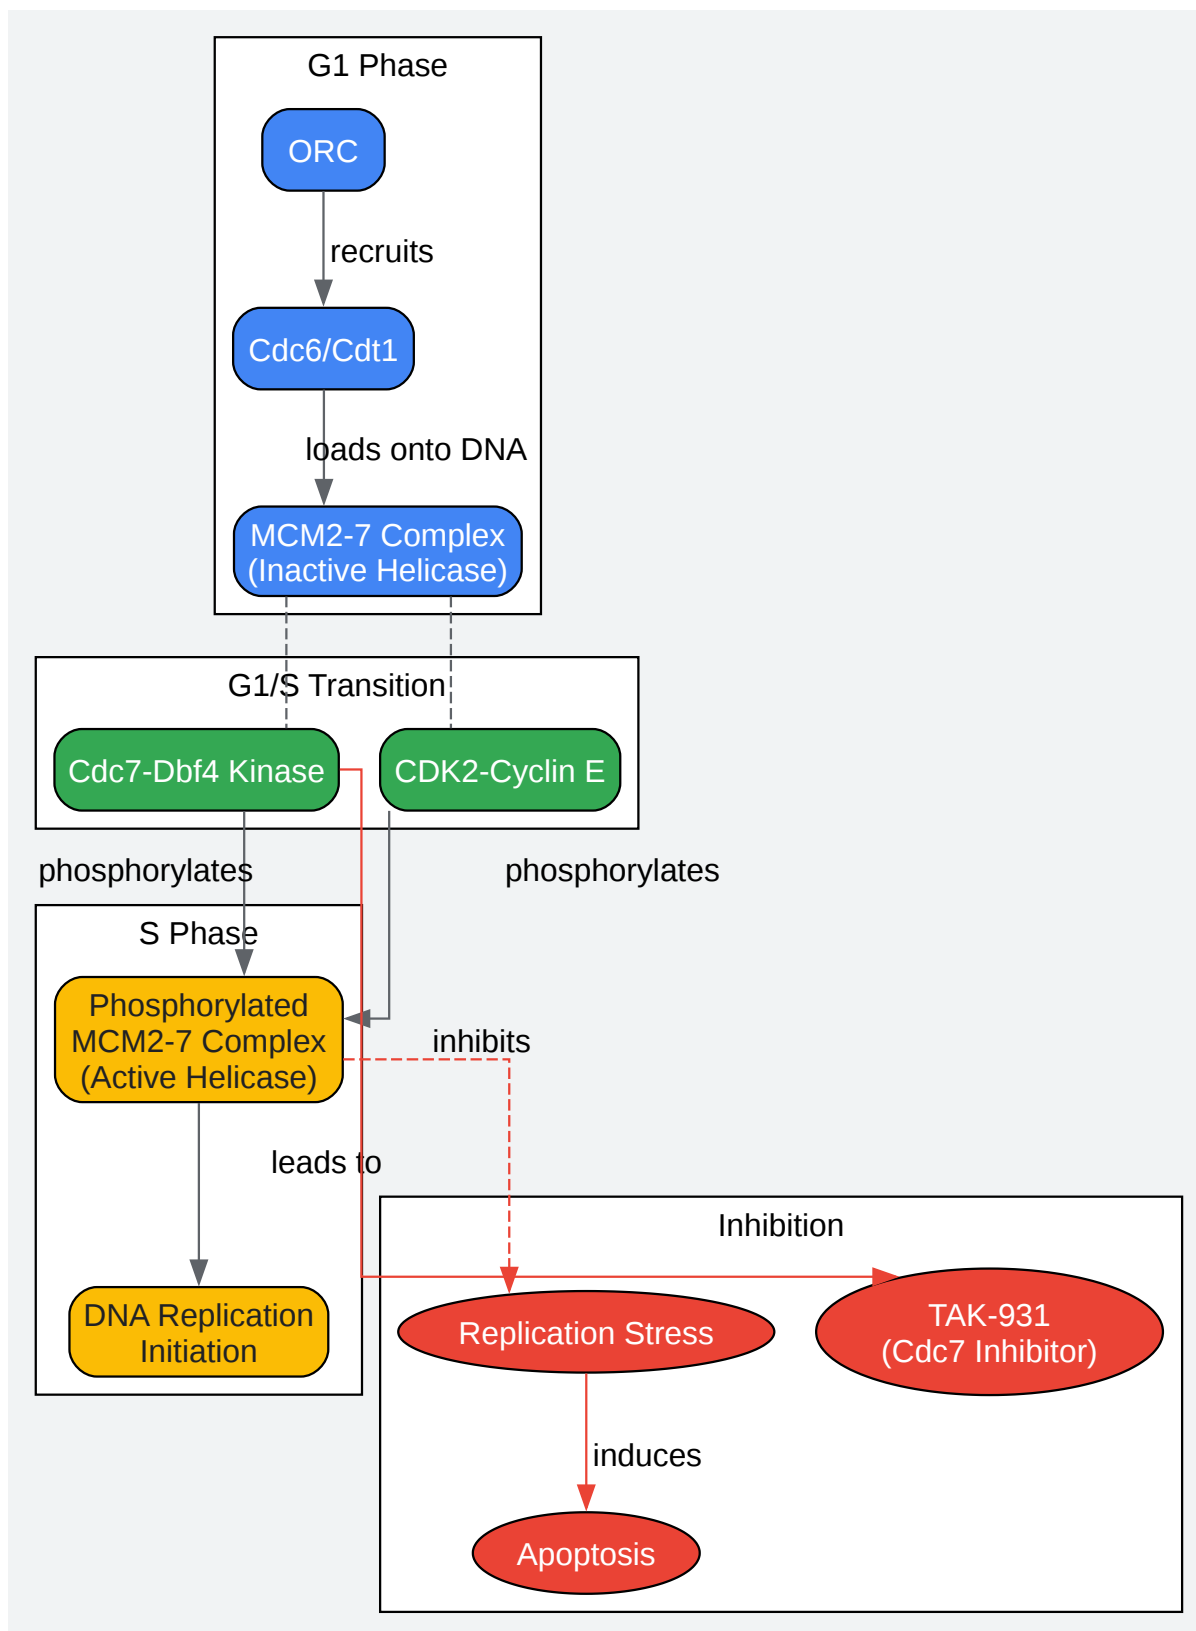 G1 Phase
ORC
recruits
Cdc6/Cdt1
loads onto DNA
MCM2-7 Complex
(Inactive Helicase)
G1/S Transition
Cdc7-Dbf4 Kinase
CDK2-Cyclin E
phosphorylates
phosphorylates
S Phase
Phosphorylated
MCM2-7 Complex
(Active Helicase)
inhibits
leads to
Inhibition
DNA Replication
Initiation
Replication Stress
TAK-931
(Cdc7 Inhibitor)
induces
Apoptosis